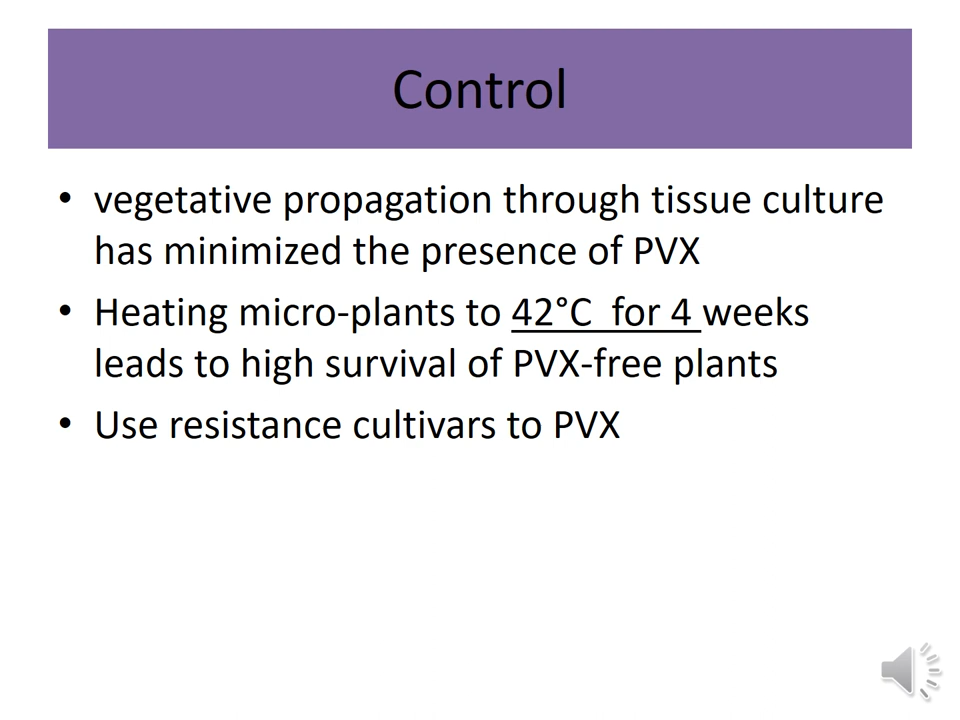 Control
• vegetative propagation through tissue culture
has minimized the presence of PVX
• Heating micro-plants to 42°C  for 4 weeks
leads to high survival of PVX-free plants
• Use resistance cultivars to PVX